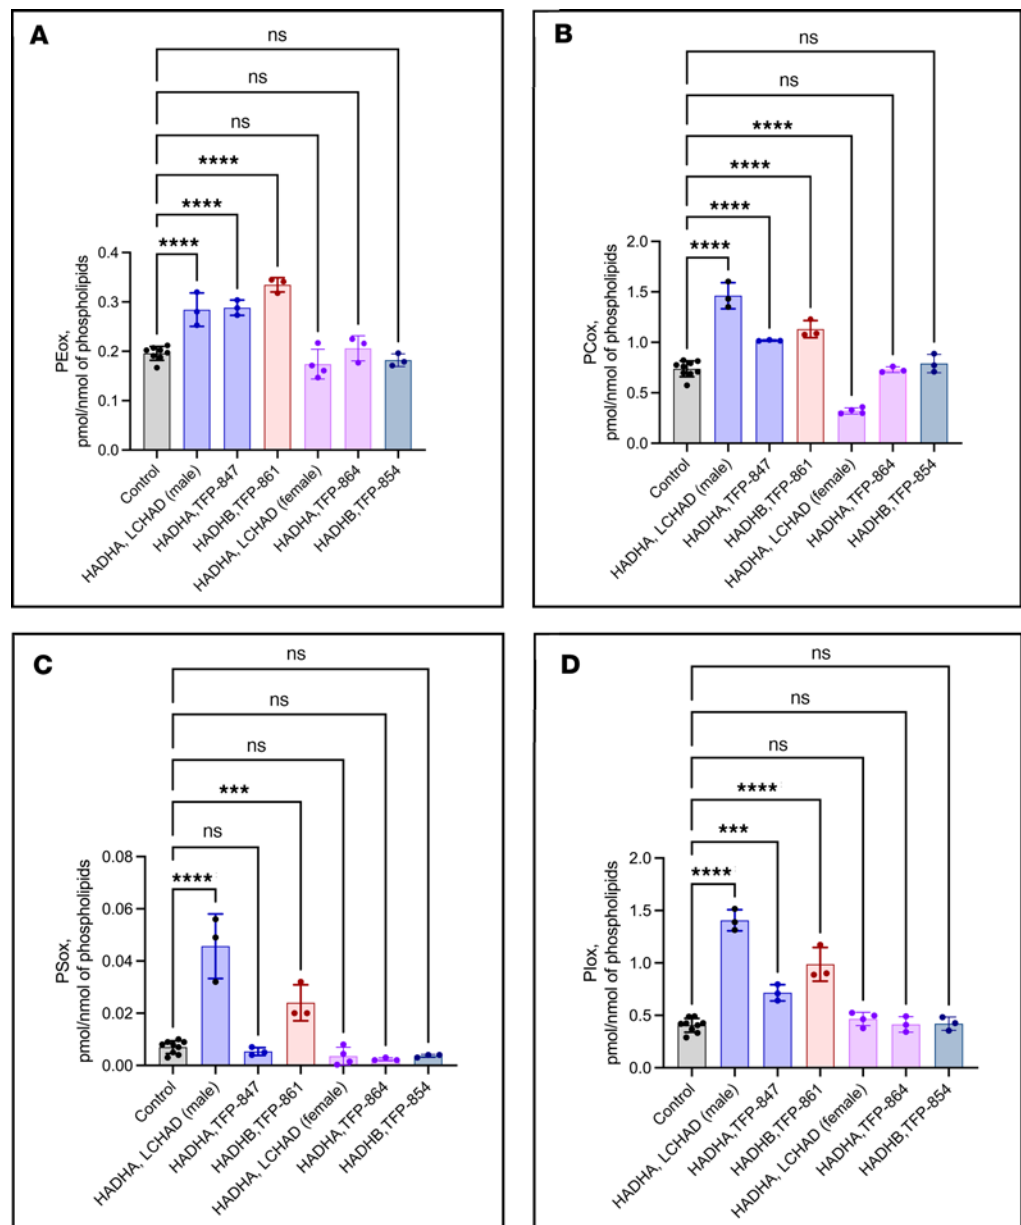 A
ns
ns
ns
****
****
****
PEox,
pmol/nmol of phospholipids
0.4
0.3
0.2
0.1
0.0
Control
HADHA, LCHAD (male)
HADHA,TFP-847
HADHB,TFP-861
HADHA, LCHAD (female)
HADHA,TFP-864
HADHB,TFP-854
B
ns
ns
****
****
****
****
PCox,
pmol/nmol of phospholipids
2.0
1.5
1.0
0.5
0.0
Control
HADHA, LCHAD (male)
HADHA,TFP-847
HADHB,TFP-861
HADHA, LCHAD (female)
HADHA,TFP-864
HADHB,TFP-854
C
ns
ns
ns
***
ns
****
PSox,
pmol/nmol of phospholipids
0.08
0.06
0.04
0.02
0.00
Control
HADHA, LCHAD (male)
HADHA,TFP-847
HADHB,TFP-861
HADHA, LCHAD (female)
HADHA,TFP-864
HADHB,TFP-854
D
ns
ns
ns
****
***
****
PIox,
pmol/nmol of phospholipids
2.0
1.5
1.0
0.5
0.0
Control
HADHA, LCHAD (male)
HADHA,TFP-847
HADHB,TFP-861
HADHA, LCHAD (female)
HADHA,TFP-864
HADHB,TFP-854